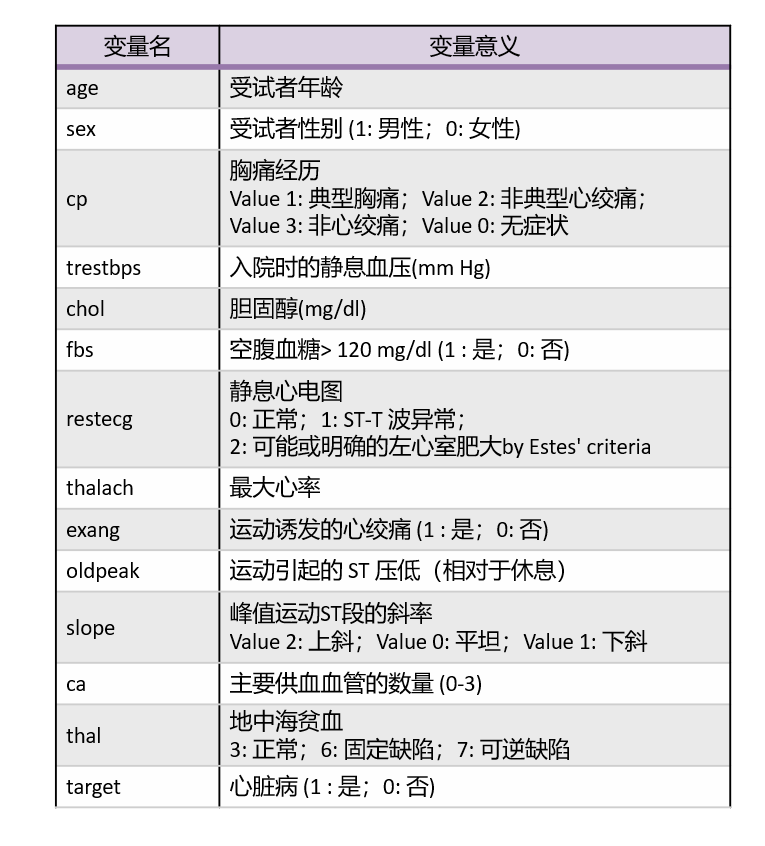 变量名 变量意义
age 受试者年龄
sex 受试者性别 (1: 男性；0: 女性)
胸痛经历
cp Value 1: 典型胸痛；Value 2: 非典型心绞痛；
Value 3: 非心绞痛；Value 0: 无症状
trestbps 入院时的静息血压(mm Hg)
chol 胆固醇(mg/dl)
fbs 空腹血糖> 120 mg/dl (1 : 是；0: 否)
静息心电图
restecg 0: 正常；1: ST-T 波异常；
2: 可能或明确的左心室肥大by Estes' criteria
thalach 最大心率
exang 运动诱发的心绞痛 (1 : 是；0: 否)
oldpeak 运动引起的 ST 压低（相对于休息）
slope 峰值运动ST段的斜率
Value 2: 上斜；Value 0: 平坦；Value 1: 下斜
ca 主要供血血管的数量 (0-3)
thal 地中海贫血
3: 正常；6: 固定缺陷；7: 可逆缺陷
target 心脏病 (1 : 是；0: 否)